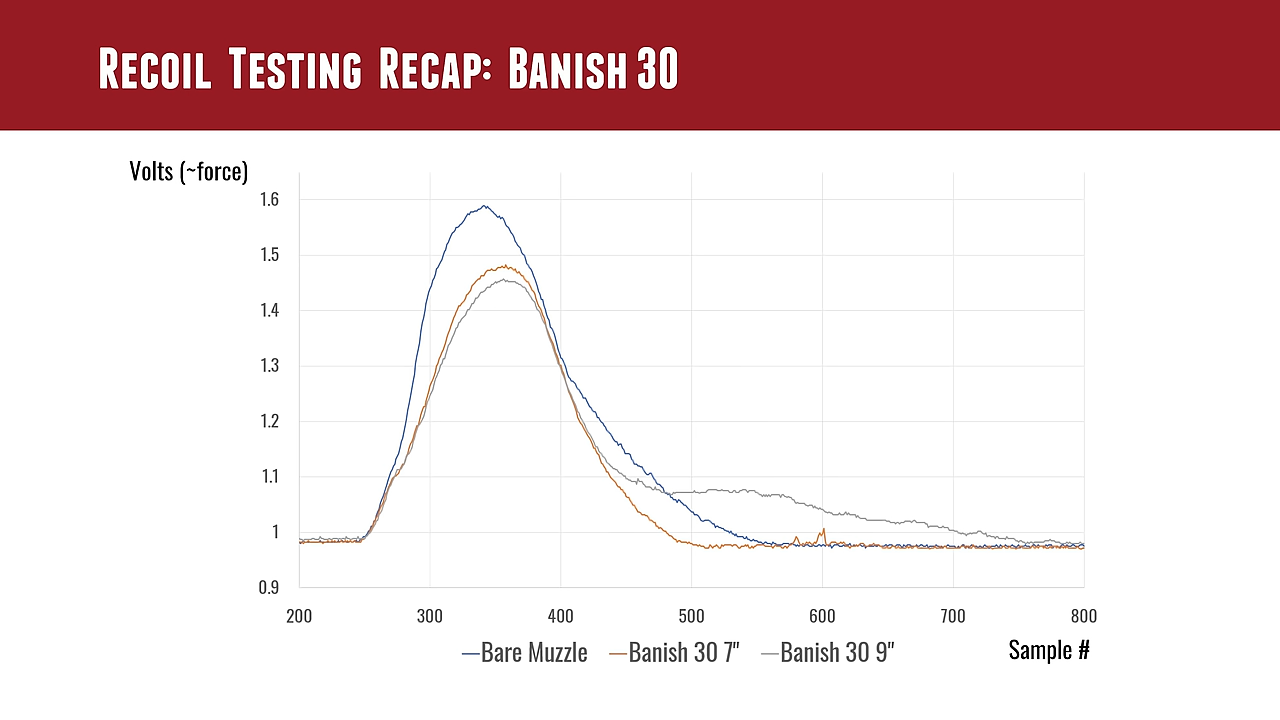 Recoil Testing Recap: Banish 30
Volts (~force)
1.6
1.5
1.4
1.3
1.2
1.1
1
0.9
200 300 400 500 600 700 800
Bare Muzzle Banish 30 7" Banish 30 9"
Sample #